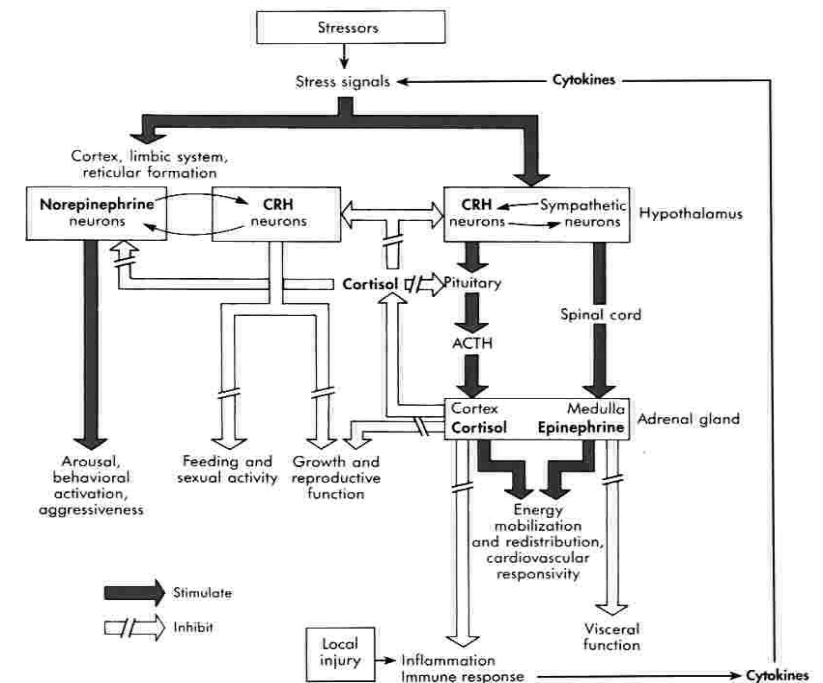 Stressors
Stress signals
Cytokines
Cortex, limbic system,
reticular formation
Norepinephrine
neurons
CRH
neurons
CRH
neurons
Sympathetic
neurons
Hypothalamus
Cortisol
Pituitary
Spinal cord
ACTH
Cortex
Cortisol
Medulla
Epinephrine
Adrenal gland
Arousal,
behavioral
activation,
aggressiveness
Feeding and
sexual activity
Growth and
reproductive
function
Energy
mobilization
and redistribution,
cardiovascular
responsivity
Stimulate
Inhibit
Visceral
function
Local
injury
Inflammation
Immune response
Cytokines